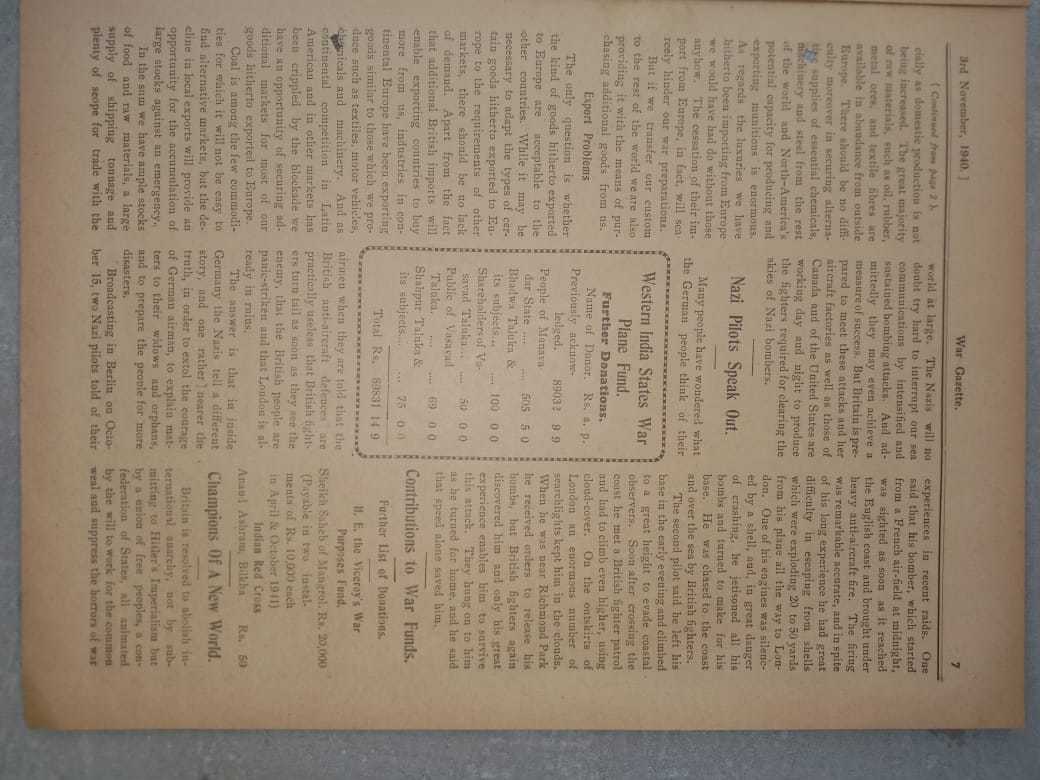 3rd November, 1940. ]
War Gazette.
7
( Continued from page 2 ).
cially as domestic production is not
being increased. The great majority
of raw materials, such as oil, rubber,
metal ores, and textile fibres are
available in abundance from outside
Europe. There should be no diffi-
culty moreover in securing alterna-
tive supplies of essential chemicals,
machinery and steel from the rest
of the world and North-America's
potential capacity for producing and
exporting munitions is enormous.
As regards the luxuries we have
hitherto been importing from Europe
we would have had do without those
anyhow. The cessation of their im-
port from Europe in fact, will sca-
rcely hinder our war preparations.
But if we transfer our custom
to the rest of the world we are also
providing it with the means of pur-
chasing additional goods from us.
Export Problems
The only question is whether
the kind of goods hitherto exported
to Europe are acceptable to the
other countries. While it may be
necessary to adapt the types of cer-
tain goods hitherto exported to Eu-
rope to the requirements of other
markets, there should be no lack
of demand. Apart from the fact
that additional British imports will
enable exporting countries to buy
more from us, industries in con-
tinental Europe have been exporting
goods similar to those which we pro-
duce such as textiles, motor vehicles,
chemicals and machinery. And as
continental competition in Latin
American and in other markets has
been crippled by the blockade we
have an opportunity of securing ad-
ditional markets for most of our
goods hitherto exported to Europe.
Coal is among the few commodi-
ties for which it will not be easy to
find alternative markets, but the de-
cline in local exports will provide an
opportunity for the accumulation of
large stocks against an emergency.
In the sum we have ample stocks
of food and raw materials, a large
supply of shipping tonnage and
plenty of scope for trade with the
world at large. The Nazis will no
doubt try hard to interrupt our sea
communications by intensified and
sustained bombing attacks. And ad-
mittedly they may even achieve a
measure of success. But Britain is pre-
pared to meet these attacks and her
aircraft factories as well as those of
Canada and of the United States are
working day and night to produce
the fighters required for clearing the
skies of Nazi bombers.
Nazi Pilots Speak Out.
Many people have wondered what
the German people think of their
Western India States War
Plane Fund.
Further Donations.
Name of Donor. Rs. a. p.
Previously acknow-
ledged. 89032 9 9
People of Manava-
dar State .... .... 505 5 0
Bhadwa Taluka &
its subjects .. ... 100 0 0
Shareholders of Va-
savad Taluka.... .... 50 0 0
Public of Vasavad
Taluka. .... .... 69 0 0
Shahpur Taluka &
its subjects... ... 75 0 0
Total Rs. 89831 14 9
airmen when they are told that the
British anti-aircraft defences are
practically useless that British fight-
ers turn tail as soon as they see the
enemy, that the British people are
panic-striken and that London is al-
ready in ruins.
The answer is that in inside
Germany the Nazis tell a different
story and one rather nearer the
truth, in order to extol the courage
of German airman, to explain mat-
ters to their widows and orphans,
and to prepare the people for more
disasters.
Broadcasting in Berlin on Octo-
ber 15, two Nazi pilots told of their
experiences in recent raids. One
said that his bomber, which started
from a French air-field at midnight,
was sighted as soon as it reached
the English coast and brought under
heavy anti-aircraft fire. The firing
was remarkable accurate, and in spite
of his long experience he had great
difficulty in escaping from shells
which were exploding 20 to 50 yards
from his plane all the way to Lon-
don. One of his engines was silenc-
ed by a shell, and, in great danger
of crashing, he jetisoned all his
bombs and turned to make for his
base. He was chased to the coast
and over the sea by British fighters.
The second pilot said he left his
base in the early evening and climbed
to a great height to evade coastal
observers. Soon after crossing the
coast he met a British fighter patrol
and had to climb even higher, using
cloud-cover. On the outskirts of
London an enormous number of
searchlights kept him in the clouds.
When he was near Richmond Park
he received orders to release his
bombs, but British fighters again
discovered him and only his great
experience enabled him to survive
this attack. They hung on to him
as he turned for home, and he said
that speed alone saved him.
Contributions to War Funds.
Further List of Donations.
H. E. the Viceroy's War
Purposes Fund.
Sheikh Saheb of Mangrol. Rs. 20,000
(Payable in two instal-
ments of Rs. 10,000 each
in April & October 1941)
Indian Red Cross
Anand Ashram, Bilkha Rs. 50
Champions Of A New World.
Britain is resolved to abolish in-
ternational anarchy, not by sub-
mitting to Hitler's Imperialism but
by a union of free peoples, a con-
federation of States, all animated
by the will to work for the common
weal and suppress the horrors of war